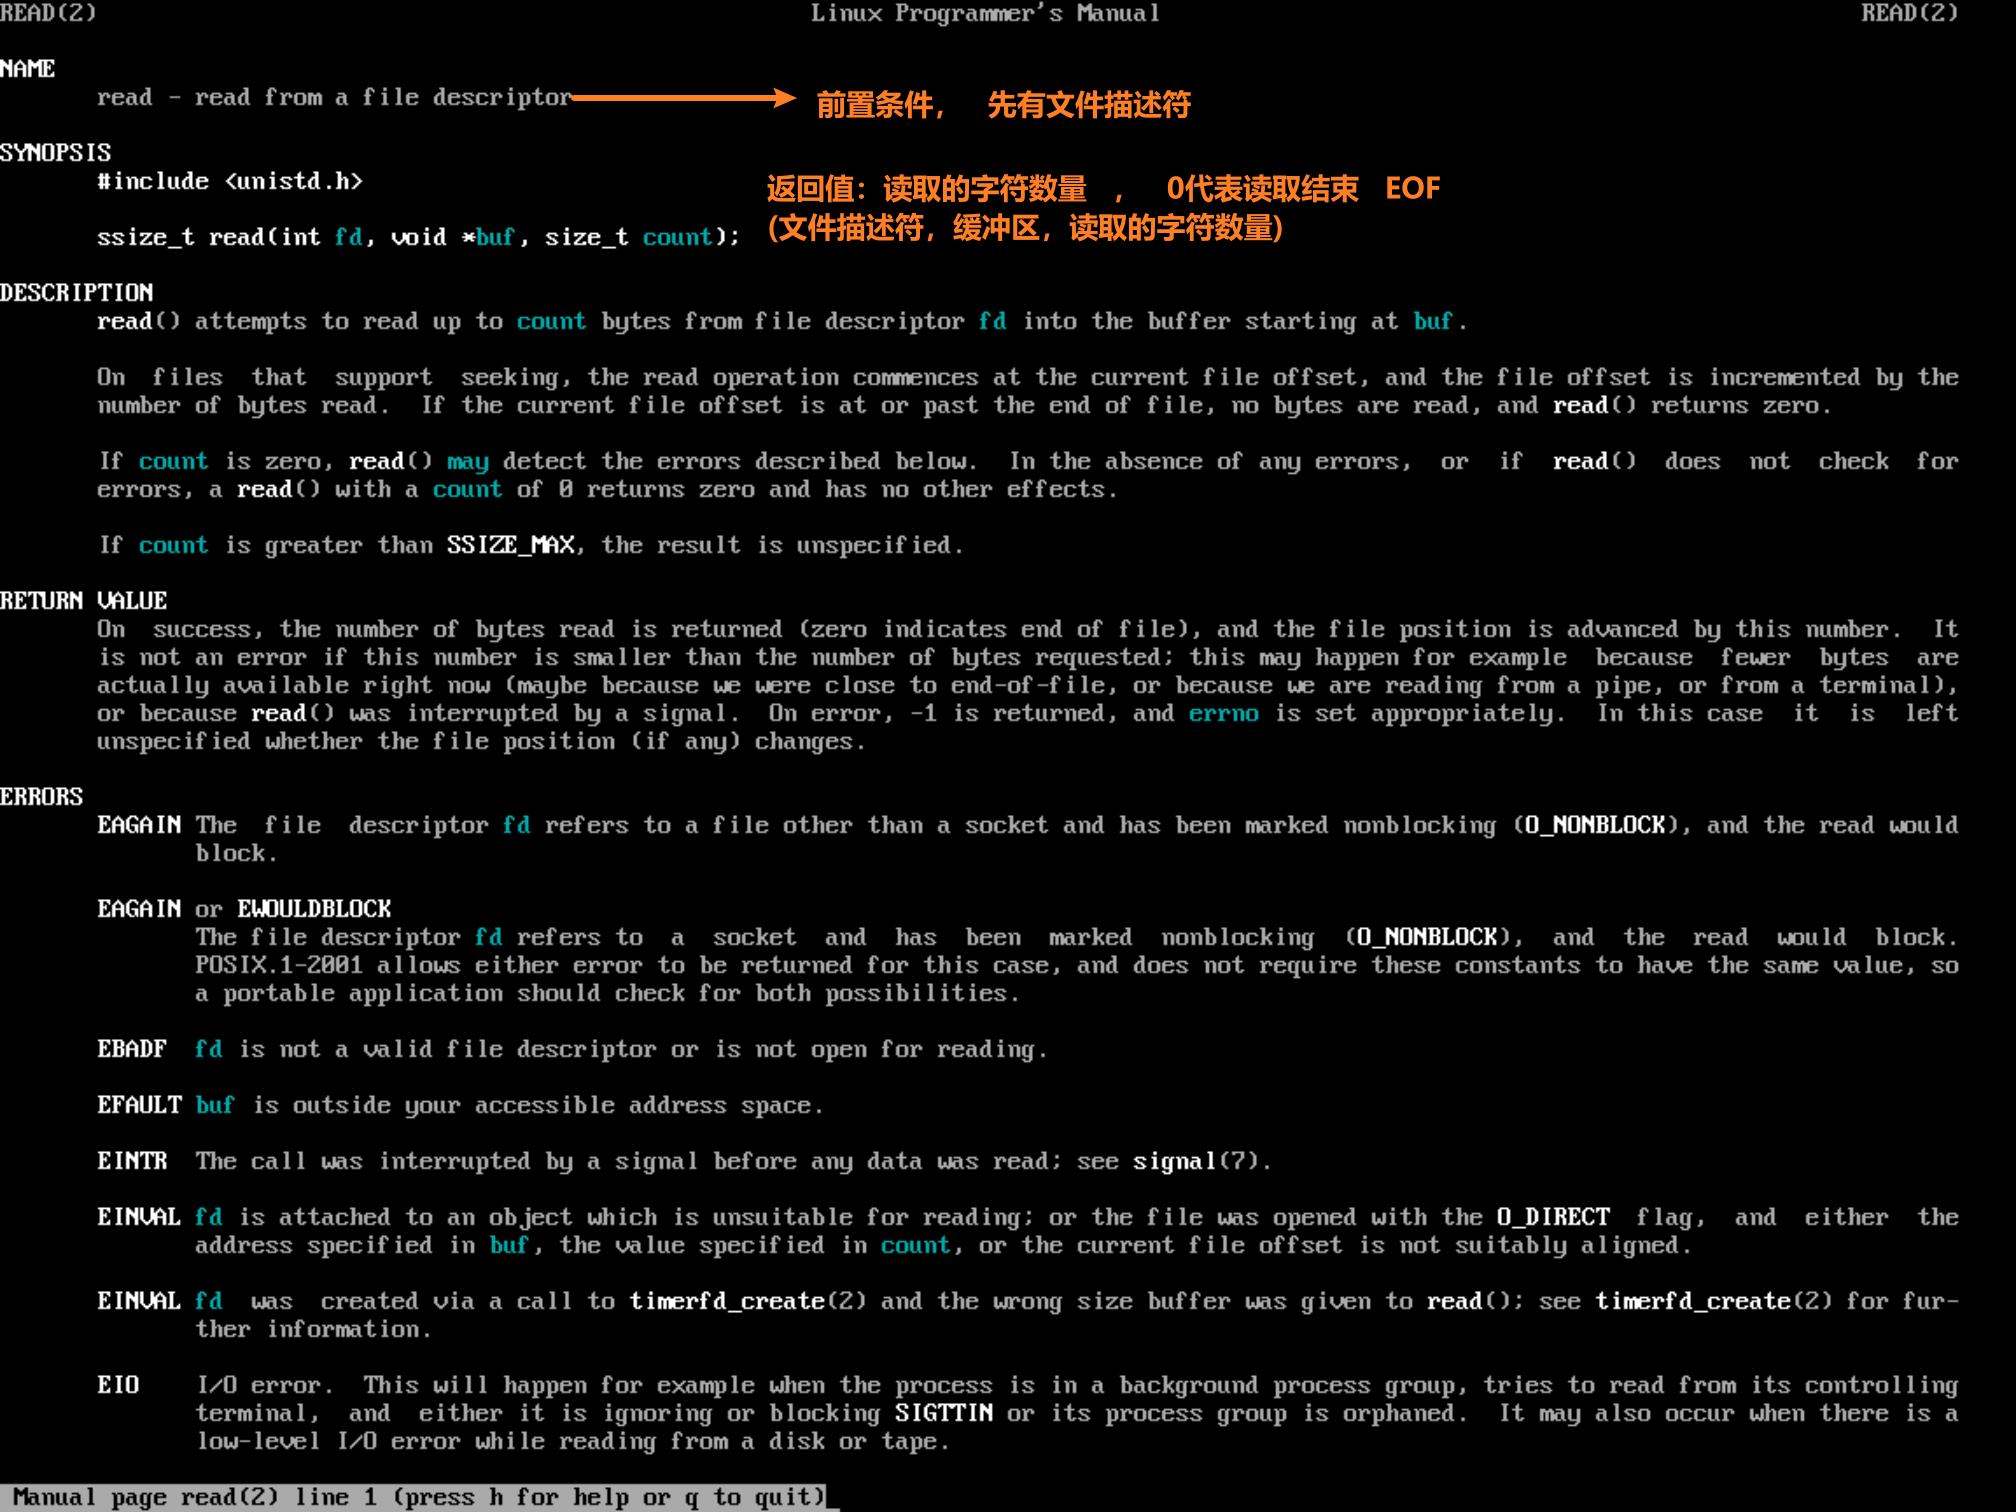 READ(2) Linux Programmer's Manual READ(2)
NAME
read - read from a file descriptor 前置条件， 先有文件描述符
SYNOPSIS
#include <unistd.h>
返回值：读取的字符数量 ， 0代表读取结束 EOF
ssize_t read(int fd, void *buf, size_t count); (文件描述符，缓冲区，读取的字符数量)
DESCRIPTION
read() attempts to read up to count bytes from file descriptor fd into the buffer starting at buf.
On files that support seeking, the read operation commences at the current file offset, and the file offset is incremented by the
number of bytes read. If the current file offset is at or past the end of file, no bytes are read, and read() returns zero.
If count is zero, read() may detect the errors described below. In the absence of any errors, or if read() does not check for
errors, a read() with a count of 0 returns zero and has no other effects.
If count is greater than SSIZE_MAX, the result is unspecified.
RETURN VALUE
On success, the number of bytes read is returned (zero indicates end of file), and the file position is advanced by this number. It
is not an error if this number is smaller than the number of bytes requested; this may happen for example because fewer bytes are
actually available right now (maybe because we were close to end-of-file, or because we are reading from a pipe, or from a terminal),
or because read() was interrupted by a signal. On error, -1 is returned, and errno is set appropriately. In this case it is left
unspecified whether the file position (if any) changes.
ERRORS
EAGAIN The file descriptor fd refers to a file other than a socket and has been marked nonblocking (O_NONBLOCK), and the read would
block.
EAGAIN or EWOULDBLOCK
The file descriptor fd refers to a socket and has been marked nonblocking (O_NONBLOCK), and the read would block.
POSIX.1-2001 allows either error to be returned for this case, and does not require these constants to have the same value, so
a portable application should check for both possibilities.
EBADF fd is not a valid file descriptor or is not open for reading.
EFAULT buf is outside your accessible address space.
EINTR The call was interrupted by a signal before any data was read; see signal(7).
EINVAL fd is attached to an object which is unsuitable for reading; or the file was opened with the O_DIRECT flag, and either the
address specified in buf, the value specified in count, or the current file offset is not suitably aligned.
EINVAL fd was created via a call to timerfd_create(2) and the wrong size buffer was given to read(); see timerfd_create(2) for fur-
ther information.
EIO I/O error. This will happen for example when the process is in a background process group, tries to read from its controlling
terminal, and either it is ignoring or blocking SIGTTIN or its process group is orphaned. It may also occur when there is a
low-level I/O error while reading from a disk or tape.
Manual page read(2) line 1 (press h for help or q to quit)